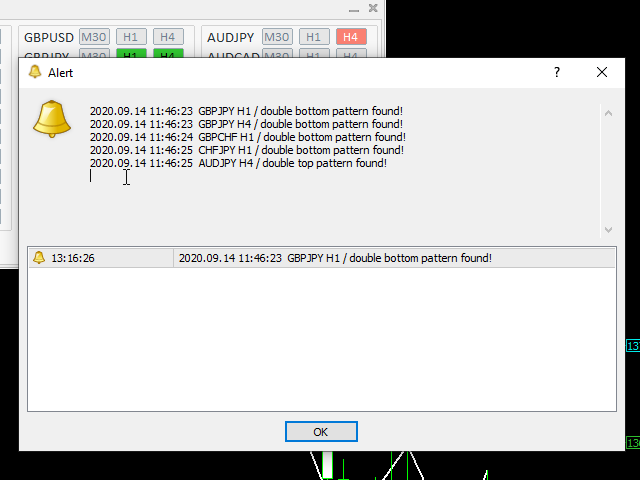 GBPUSD M30 H1 H4 AUDJPY M30 H1 H4
GBPJPY M30 H1 H4 AUDCAD M30 H1 H4
Alert ?
2020.09.14 11:46:23 GBPJPY H1 / double bottom pattern found!
2020.09.14 11:46:23 GBPJPY H4 / double bottom pattern found!
2020.09.14 11:46:24 GBPCHF H1 / double bottom pattern found!
2020.09.14 11:46:25 CHFJPY H1 / double bottom pattern found!
2020.09.14 11:46:25 AUDJPY H4 / double top pattern found!
13:16:26 2020.09.14 11:46:23 GBPJPY H1 / double bottom pattern found!
OK